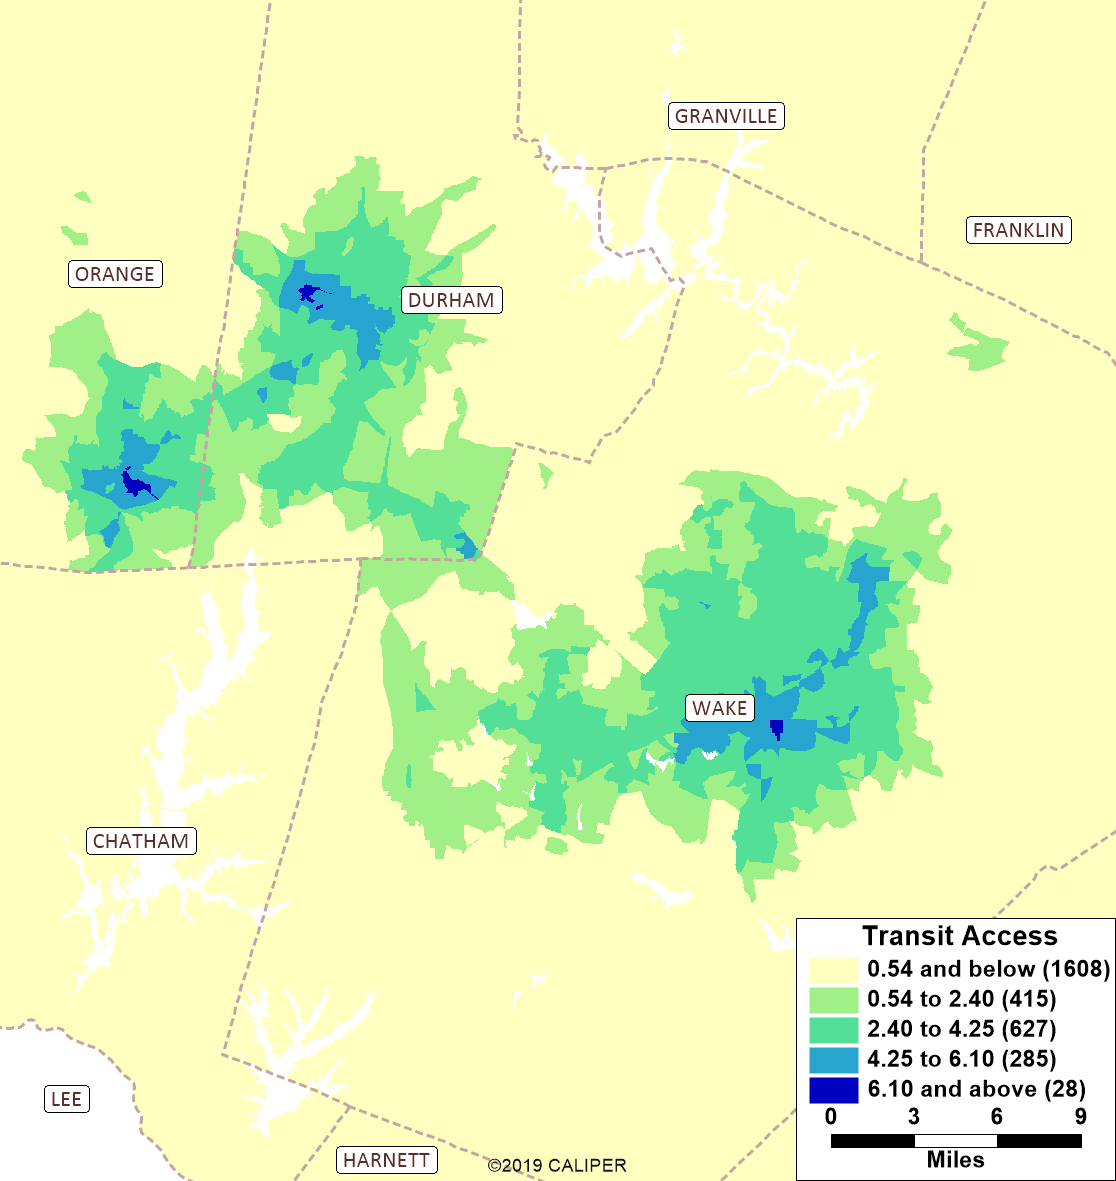 GRANVILLE
FRANKLIN
ORANGE
DURHAM
WAKE
CHATHAM
LEE
HARNETT
©2019 CALIPER
Transit Access
0.54 and below (1608)
0.54 to 2.40 (415)
2.40 to 4.25 (627)
4.25 to 6.10 (285)
6.10 and above (28)
0 3 6 9
Miles